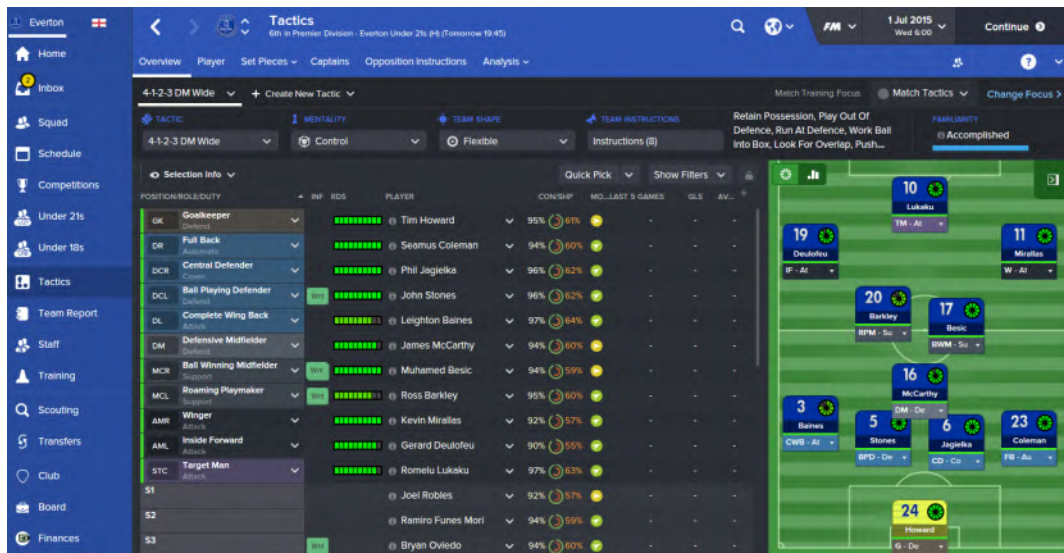 Everton
Tactics
6th in Premier Division - Everton Under 21s (H) (Tomorrow 19:45)
FM
1 Jul 2015
Wed 6:00
Continue
Home
Overview Player Set Pieces Captains Opposition Instructions Analysis
?
2
Inbox
4-1-2-3 DM Wide + Create New Tactic Match Training Focus Match Tactics Change Focus >
Squad
TACTIC MENTALITY TEAM SHAPE TEAM INSTRUCTIONS
Retain Possession, Play Out Of
Defence, Run At Defence, Work Ball
Into Box, Look For Overlap, Push...
FAMILIARITY
Accomplished
4-1-2-3 DM Wide Control Flexible Instructions (8)
Schedule
Competitions
Under 21s
Under 18s
Tactics
Team Report
Staff
Training
Scouting
Transfers
Club
Board
Finances
Selection Info Quick Pick Show Filters
POSITION/ROLE/DUTY INF RDS PLAYER CON/SHP MO... LAST 5 GAMES GLS AV...
GK Goalkeeper Tim Howard 95% 61% - - -
Defend
DR Full Back Seamus Coleman 94% 60% - - -
Automatic
DCR Central Defender Phil Jagielka 96% 62% - - -
Cover
DCL Ball Playing Defender Wnt John Stones 96% 62% - - -
Defend
DL Complete Wing Back Leighton Baines 97% 64% - - -
Attack
DM Defensive Midfielder James McCarthy 94% 60% - - -
Defend
MCR Ball Winning Midfielder Wnt Muhamed Besic 94% 59% - - -
Support
MCL Roaming Playmaker Wnt Ross Barkley 95% 60% - - -
Support
AMR Winger Kevin Mirallas 92% 57% - - -
Attack
AML Inside Forward Gerard Deulofeu 90% 55% - - -
Attack
STC Target Man Romelu Lukaku 97% 63% - - -
Attack
S1 Joel Robles 92% 57% - - -
S2 Ramiro Funes Mori 94% 59% - - -
S3 Wnt Bryan Oviedo 94% 60% - - -
10
Lukaku
TM - At
19
Deulofeu
IF - At
11
Mirallas
W - At
20
Barkley
RPM - Su
17
Besic
BWM - Su
16
McCarthy
DM - De
3
Baines
CWB - At
5
Stones
BPD - De
6
Jagielka
CD - Co
23
Coleman
FB - Au
24
Howard
G - De